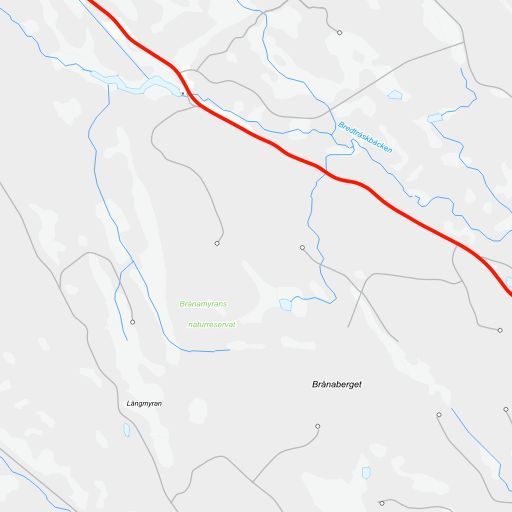 Bredträskbäcken
Brånamyrans
naturreservat
Brånaberget
Långmyran